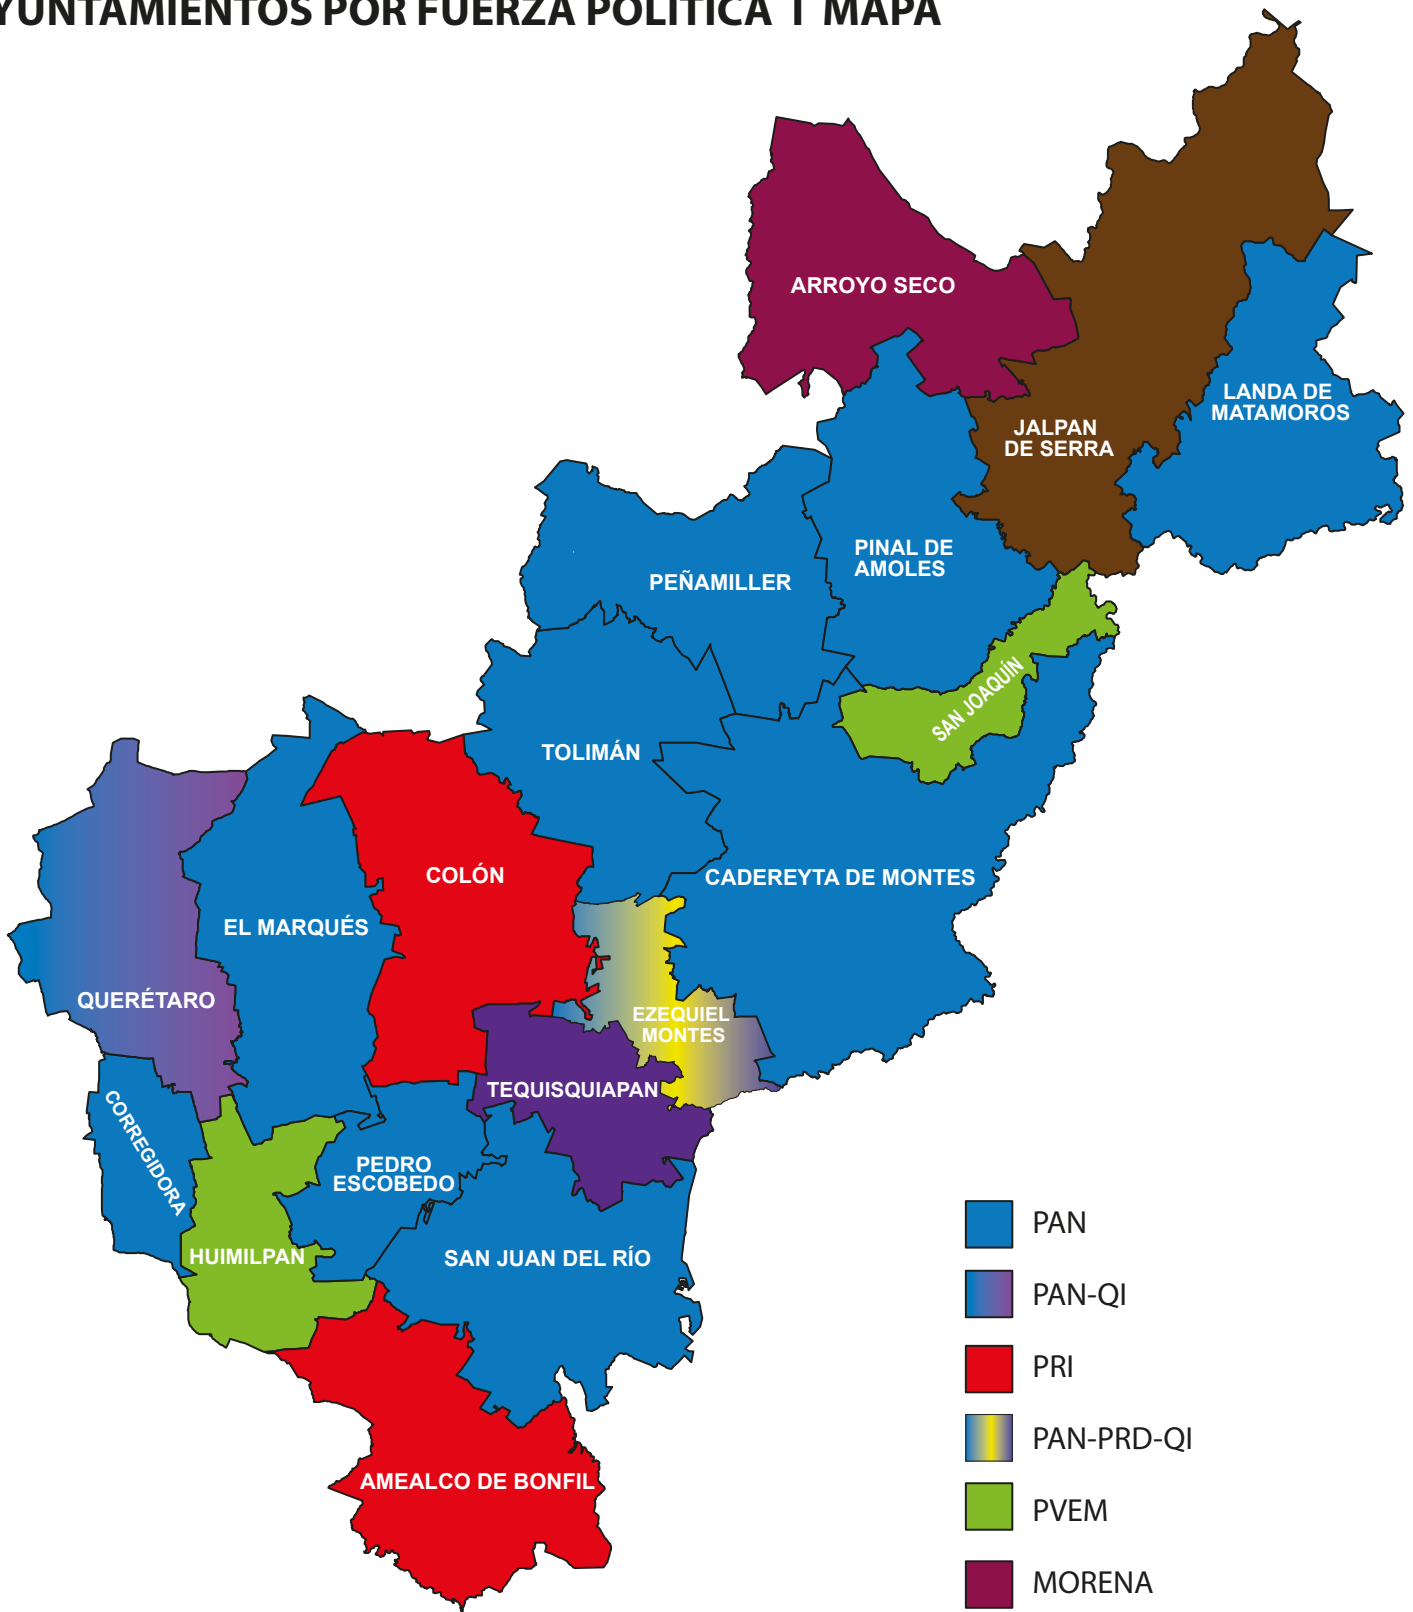 YUNTAMIENTOS POR FUERZA POLÍTICA I MAPA
ARROYO SECO
LANDA DE
MATAMOROS
JALPAN
DE SERRA
PINAL DE
AMOLES
PEÑAMILLER
SAN JOAQUÍN
TOLIMÁN
COLÓN
CADEREYTA DE MONTES
EL MARQUÉS
QUERÉTARO
EZEQUIEL
MONTES
TEQUISQUIAPAN
CORREGIDORA
PEDRO
ESCOBEDO
HUIMILPAN
SAN JUAN DEL RÍO
AMEALCO DE BONFIL
PAN
PAN-QI
PRI
PAN-PRD-QI
PVEM
MORENA